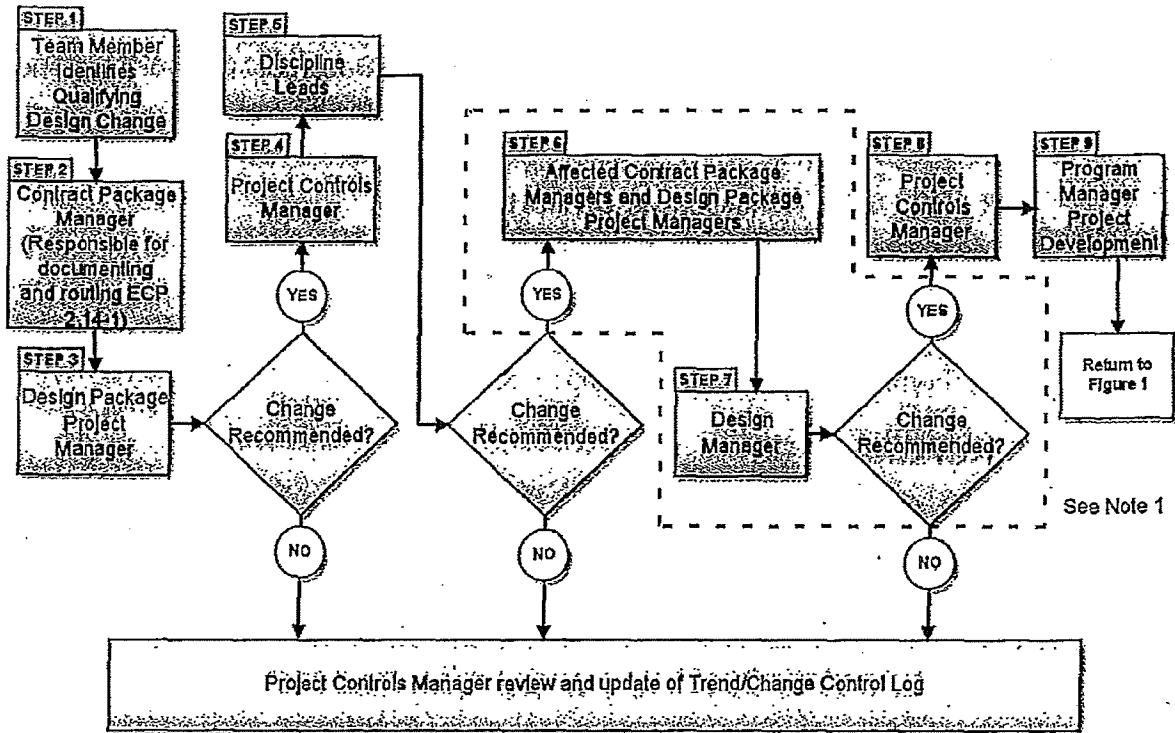 STEP 1
Team Member
Identifies
Qualifying
Design Change
STEP 2
Contract Package
Manager
(Responsible for
documenting
and routing ECP
2.14-1)
STEP 3
Design Package
Project
Manager
Change
Recommended?
YES
NO
STEP 4
Project Controls
Manager
STEP 5
Discipline
Leads
Change
Recommended?
YES
NO
STEP 6
Affected Contract Package
Managers and Design Package
Project Managers
STEP 7
Design
Manager
Change
Recommended?
YES
NO
STEP 8
Project
Controls
Manager
STEP 9
Program
Manager
Project
Development
Return to
Figure 1
See Note 1
Project Controls Manager review and update of Trend/Change Control Log